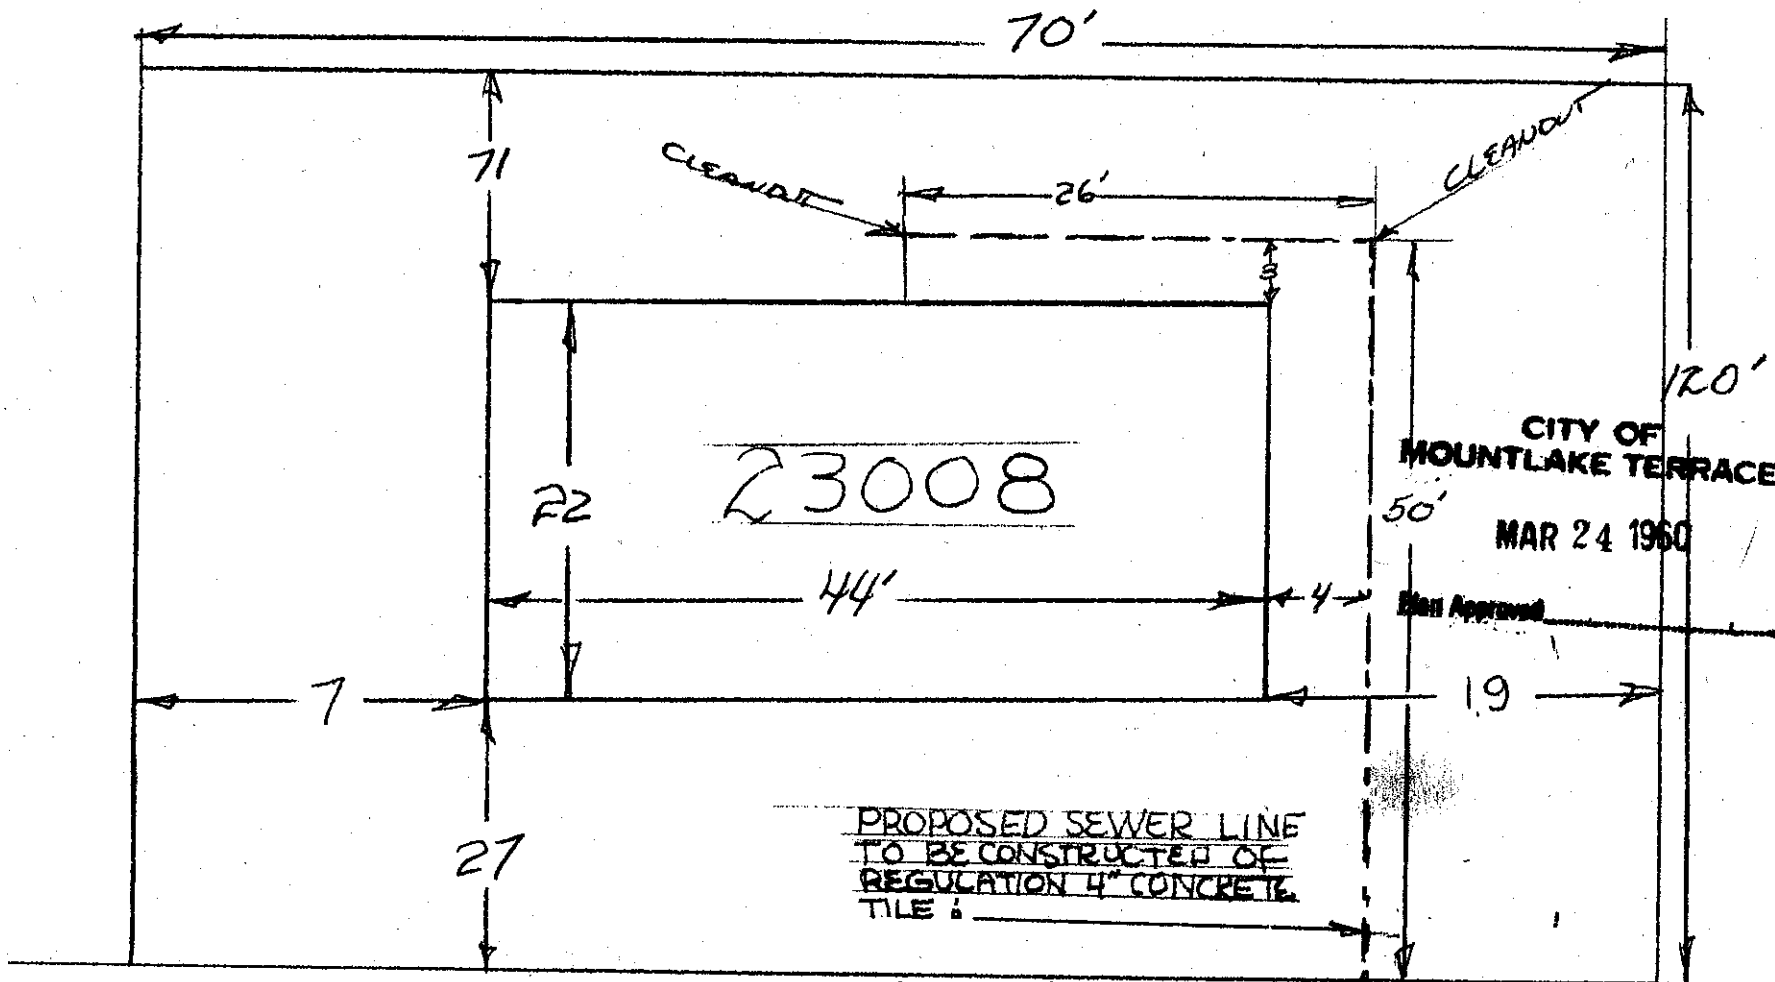 70'
71
CLEANOUT
26'
CLEANOUT
3
120'
CITY OF
MOUNTLAKE TERRACE
23008
22
50'
MAR 24 1960
44'
4
Plan Approved
7
19
27
PROPOSED SEWER LINE
TO BE CONSTRUCTED OF
REGULATION 4" CONCRETE
TILE